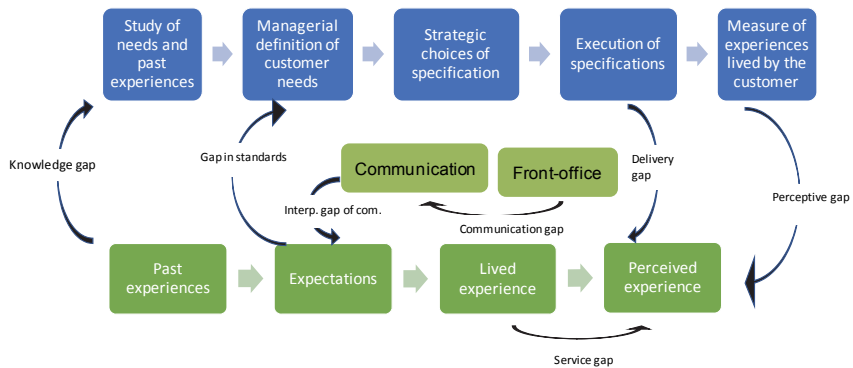 Study of
needs and
past
experiences
Managerial
definition of
customer
needs
Strategic
choices of
specification
Execution of
specifications
Measure of
experiences
lived by the
customer
Knowledge gap
Gap in standards
Communication
Front-office
Delivery
gap
Perceptive gap
Interp. gap of com.
Communication gap
Past
experiences
Expectations
Lived
experience
Perceived
experience
Service gap